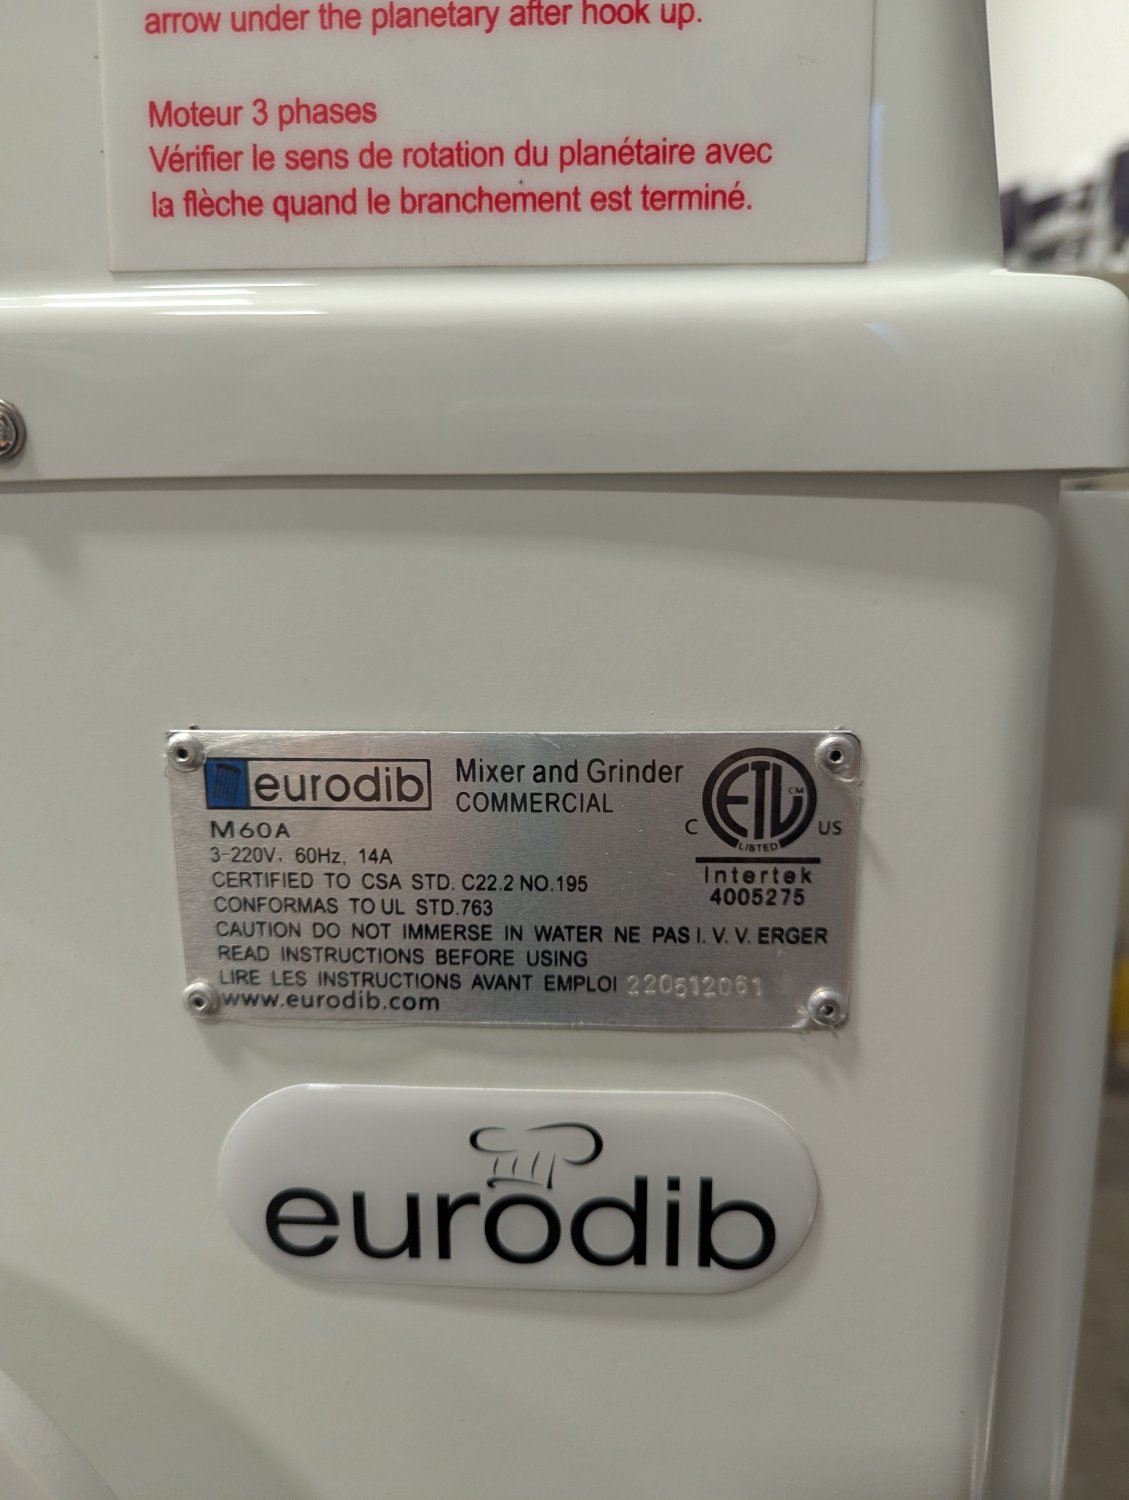 arrow under the planetary after hook up.
Moteur 3 phases
Vérifier le sens de rotation du planétaire avec
la flèche quand le branchement est terminé.
eurodib
Mixer and Grinder
COMMERCIAL
M60A
3-220V, 60Hz, 14A
CERTIFIED TO CSA STD. C22.2 NO.195
CONFORMAS TO UL STD.763
CAUTION DO NOT IMMERSE IN WATER NE PAS I. V. V. ERGER
READ INSTRUCTIONS BEFORE USING
LIRE LES INSTRUCTIONS AVANT EMPLOI 220512061
www.eurodib.com
ETL CM
C US
LISTED
Intertek
4005275
eurodib